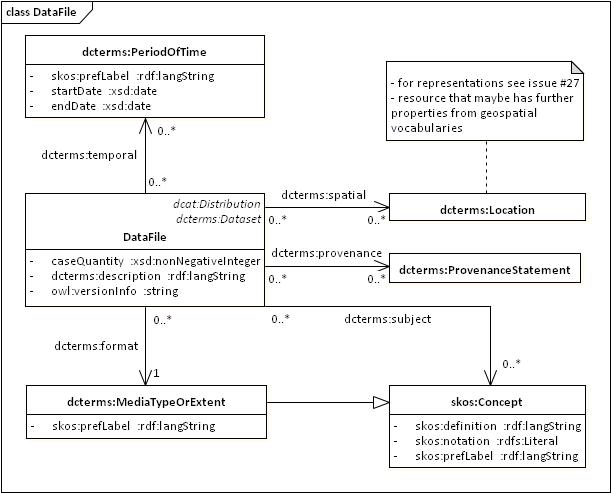 class DataFile
dcterms:PeriodOfTime
- skos:prefLabel :rdf:langString
- startDate :xsd:date
- endDate :xsd:date
- for representations see issue #27
- resource that maybe has further
properties from geospatial
vocabularies
0..*
dcterms:temporal
0..*
dcat:Distribution
dcterms:Dataset
DataFile
- caseQuantity :xsd:nonNegativeInteger
- dcterms:description :rdf:langString
- owl:versionInfo :string
dcterms:spatial
0..* 0..*
dcterms:Location
dcterms:provenance
0..* 0..*
dcterms:ProvenanceStatement
0..*
dcterms:format
1
0..*
dcterms:subject
0..*
dcterms:MediaTypeOrExtent
- skos:prefLabel :rdf:langString
skos:Concept
- skos:definition :rdf:langString
- skos:notation :rdfs:Literal
- skos:prefLabel :rdf:langString